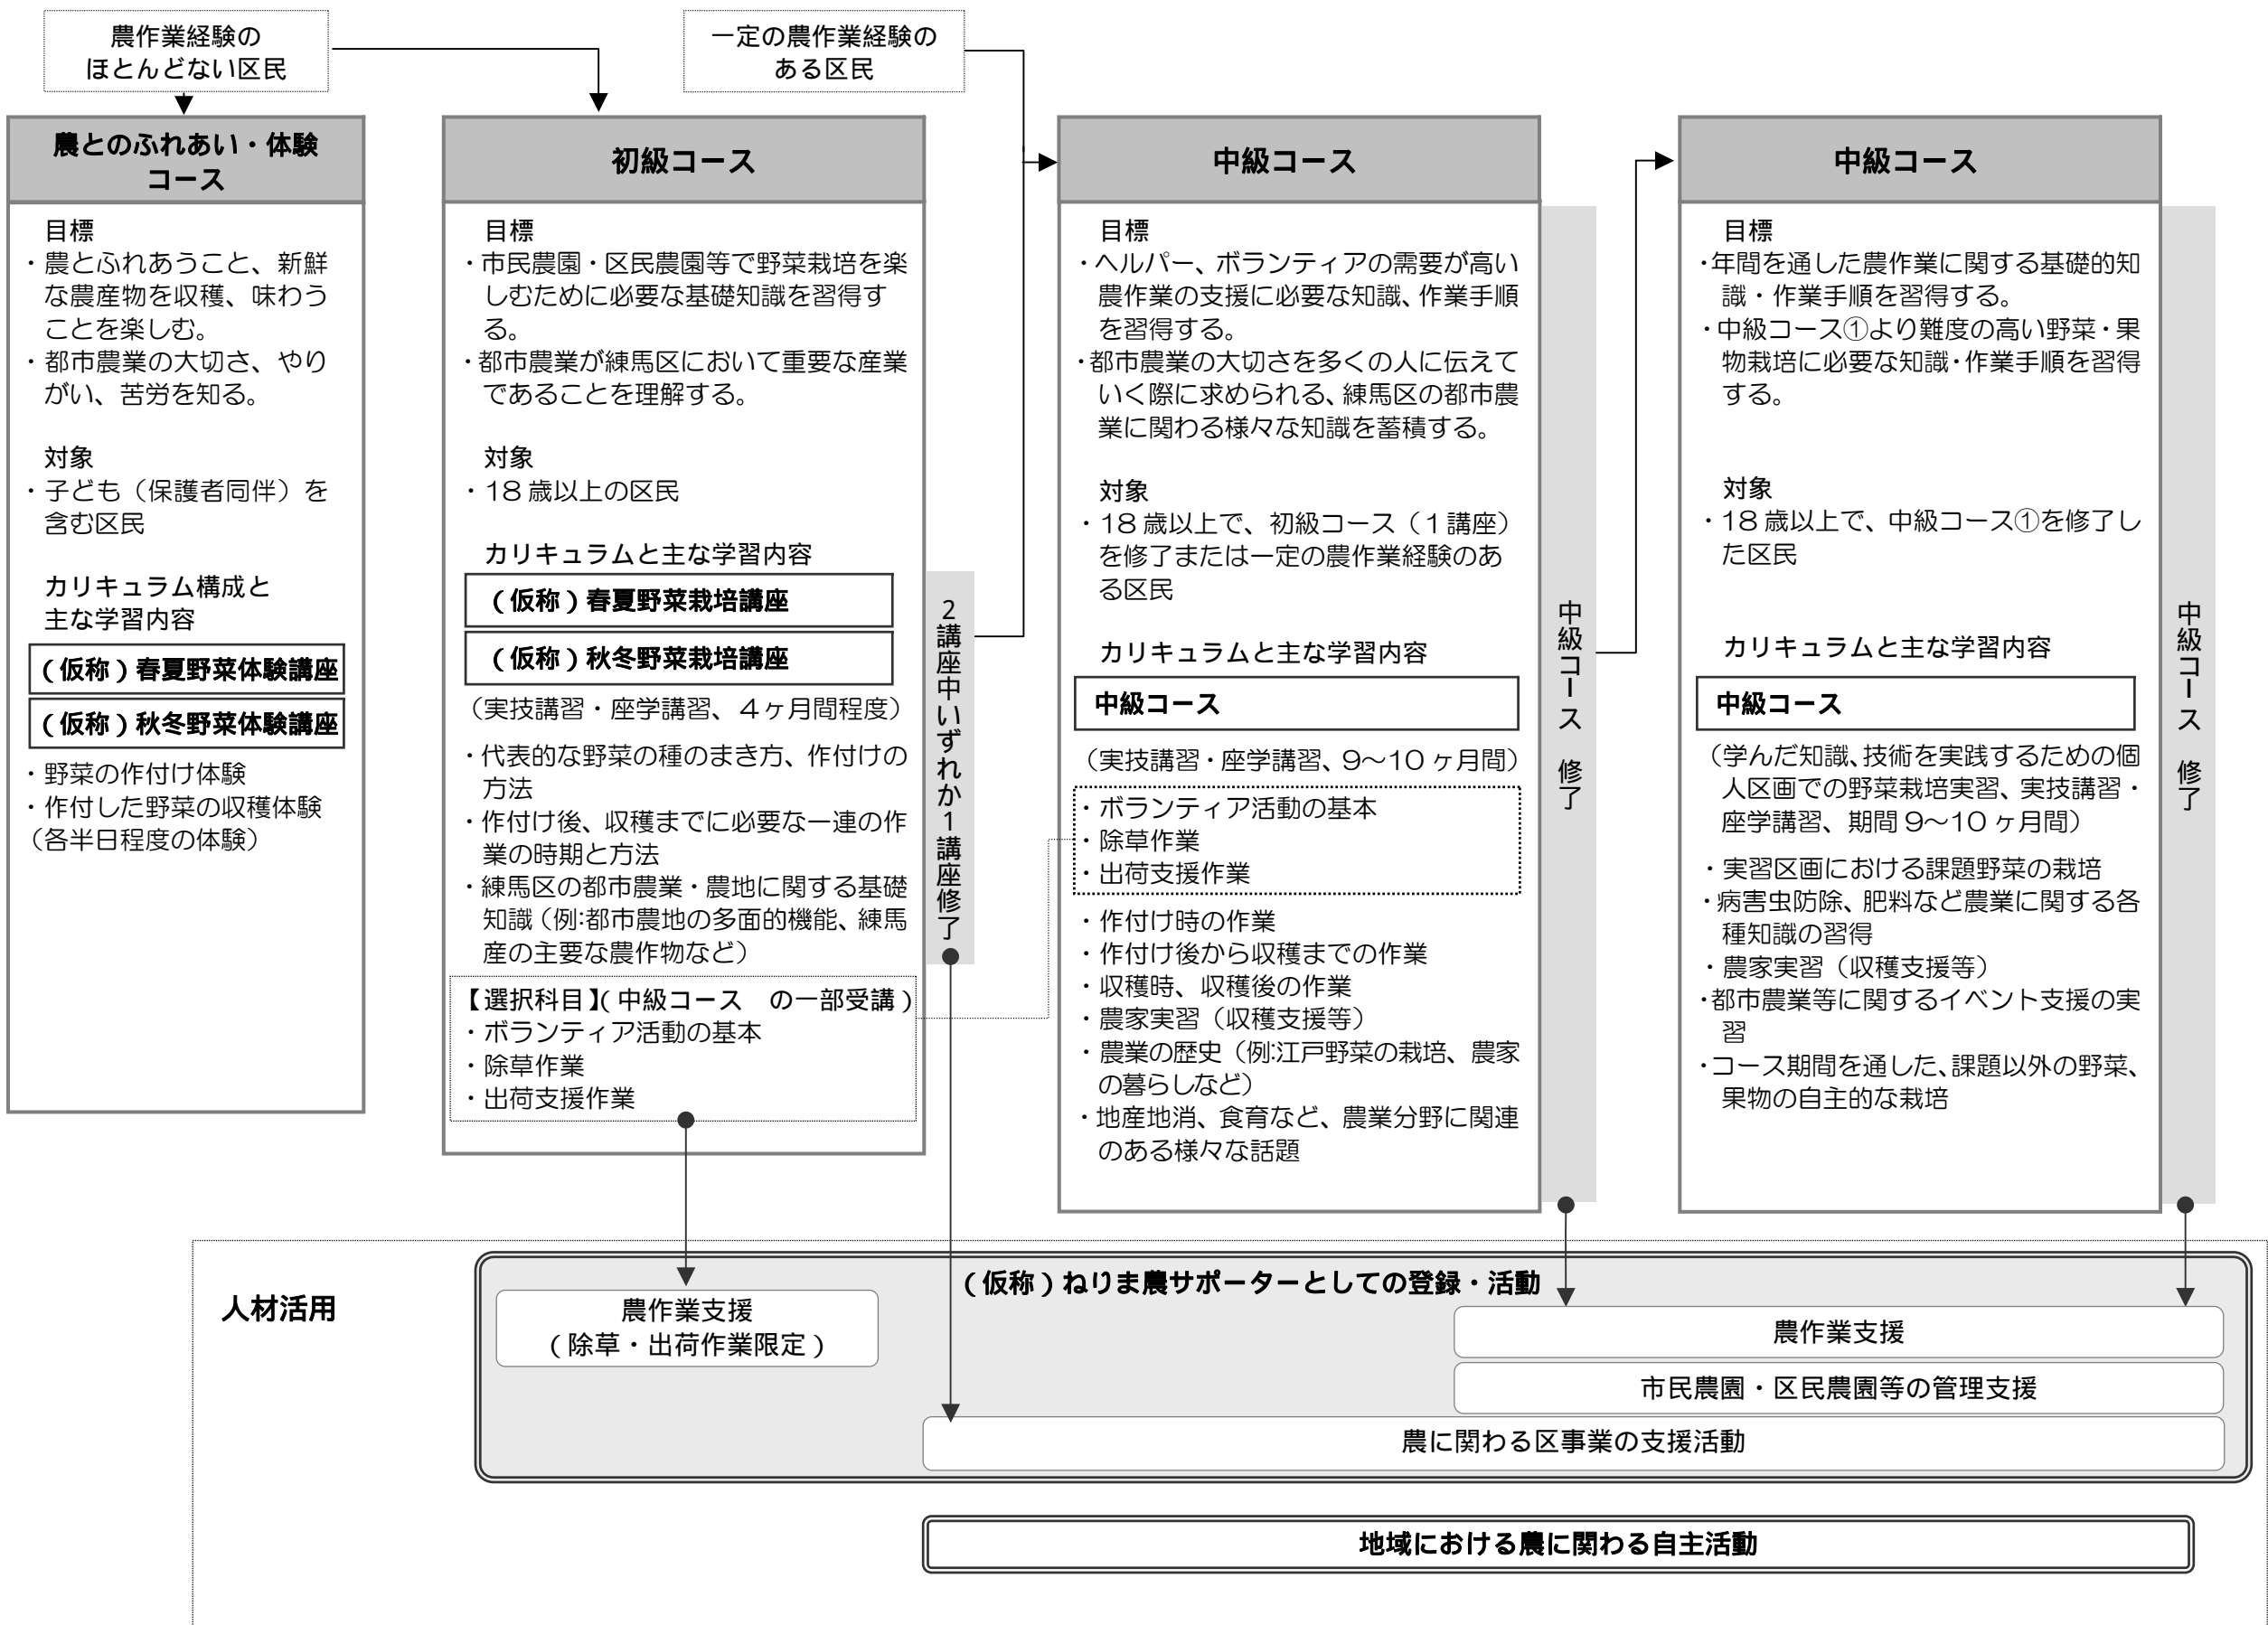 農作業経験の
ほとんどない区民
一定の農作業経験の
ある区民
農とのふれあい・体験
コース
目標
・農とふれあうこと、新鮮
な農産物を収穫、味わう
ことを楽しむ。
・都市農業の大切さ、やり
がい、苦労を知る。
対象
・子ども（保護者同伴）を
含む区民
カリキュラム構成と
主な学習内容
（仮称）春夏野菜体験講座
（仮称）秋冬野菜体験講座
・野菜の作付け体験
・作付した野菜の収穫体験
（各半日程度の体験）
初級コース
目標
・市民農園・区民農園等で野菜栽培を楽
しむために必要な基礎知識を習得す
る。
・都市農業が練馬区において重要な産業
であることを理解する。
対象
・18 歳以上の区民
カリキュラムと主な学習内容
（仮称）春夏野菜栽培講座
（仮称）秋冬野菜栽培講座
（実技講習・座学講習、4ヶ月間程度）
・代表的な野菜の種のまき方、作付けの
方法
・作付け後、収穫までに必要な一連の作
業の時期と方法
・練馬区の都市農業・農地に関する基礎
知識（例：都市農地の多面的機能、練馬
産の主要な農作物など）
【選択科目】（中級コース　の一部受講）
・ボランティア活動の基本
・除草作業
・出荷支援作業
2講座中いずれか1講座修了
中級コース
目標
・ヘルパー、ボランティアの需要が高い
農作業の支援に必要な知識、作業手順
を習得する。
・都市農業の大切さを多くの人に伝えて
いく際に求められる、練馬区の都市農
業に関わる様々な知識を蓄積する。
対象
・18 歳以上で、初級コース（1講座）
を修了または一定の農作業経験のあ
る区民
カリキュラムと主な学習内容
中級コース
（実技講習・座学講習、9～10 ヶ月間）
・ボランティア活動の基本
・除草作業
・出荷支援作業
・作付け時の作業
・作付け後から収穫までの作業
・収穫時、収穫後の作業
・農家実習（収穫支援等）
・農業の歴史（例：江戸野菜の栽培、農家
の暮らしなど）
・地産地消、食育など、農業分野に関連
のある様々な話題
中級コース　修了
中級コース
目標
・年間を通した農作業に関する基礎的知
識・作業手順を習得する。
・中級コース①より難度の高い野菜・果
物栽培に必要な知識・作業手順を習得
する。
対象
・18 歳以上で、中級コース①を修了し
た区民
カリキュラムと主な学習内容
中級コース
（学んだ知識、技術を実践するための個
人区画での野菜栽培実習、実技講習・
座学講習、期間 9～10 ヶ月間）
・実習区画における課題野菜の栽培
・病害虫防除、肥料など農業に関する各
種知識の習得
・農家実習（収穫支援等）
・都市農業等に関するイベント支援の実
習
・コース期間を通した、課題以外の野菜、
果物の自主的な栽培
中級コース　修了
人材活用
（仮称）ねりま農サポーターとしての登録・活動
農作業支援
（除草・出荷作業限定）
農作業支援
市民農園・区民農園等の管理支援
農に関わる区事業の支援活動
地域における農に関わる自主活動